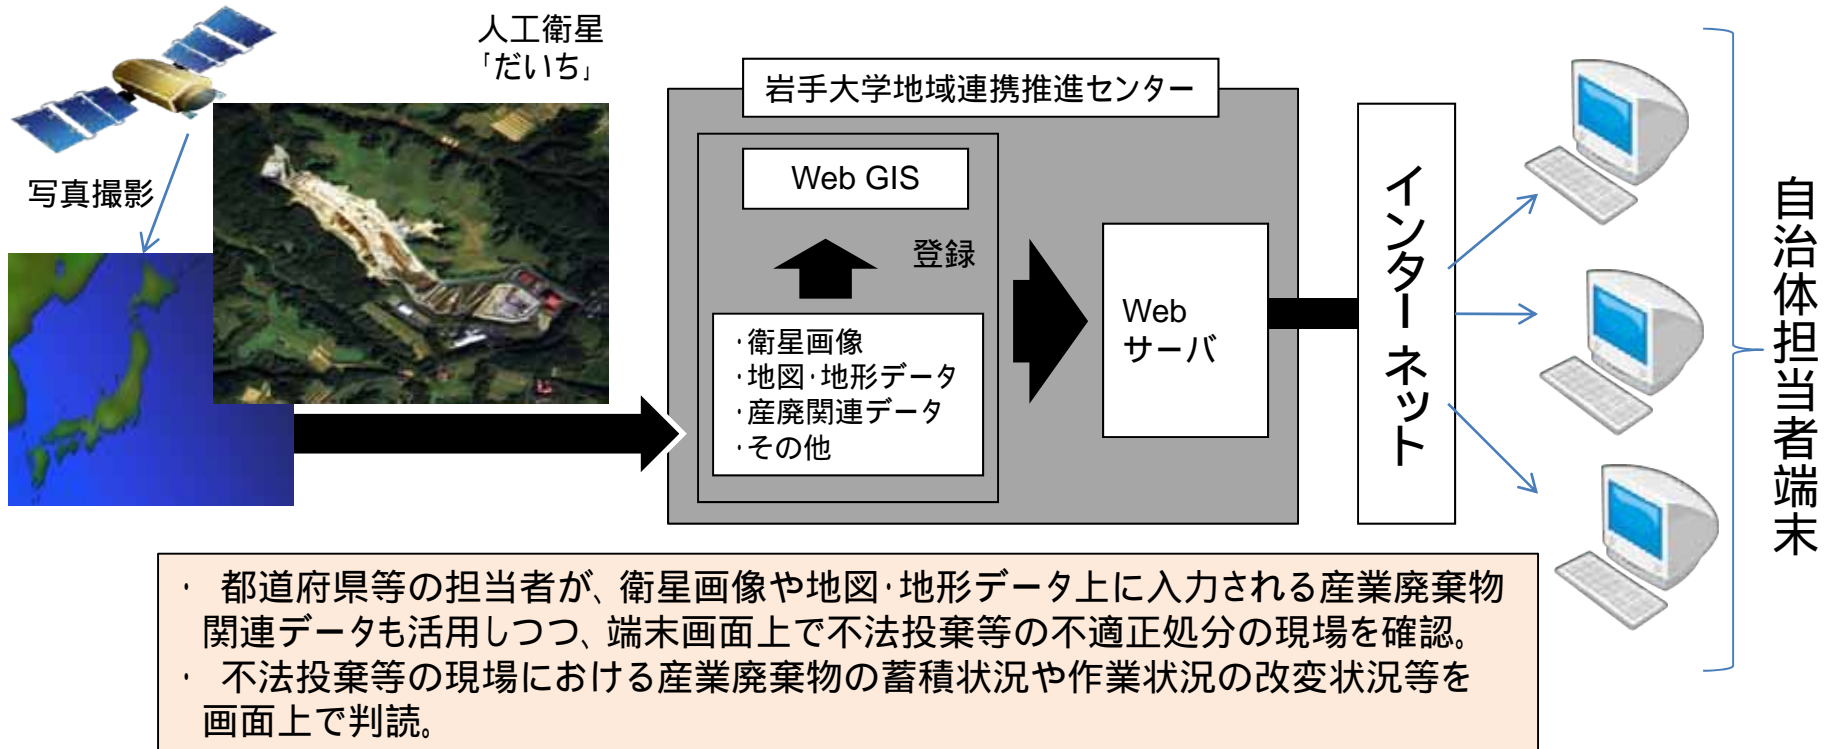 人工衛星
「だいち」
写真撮影
岩手大学地域連携推進センター
Web GIS
登録
・衛星画像
・地図・地形データ
・産廃関連データ
・その他
Web
サーバ
インターネット
自治体担当者端末
・ 都道府県等の担当者が、衛星画像や地図・地形データ上に入力される産業廃棄物
関連データも活用しつつ、端末画面上で不法投棄等の不適正処分の現場を確認。
・ 不法投棄等の現場における産業廃棄物の蓄積状況や作業状況の改変状況等を
画面上で判読。